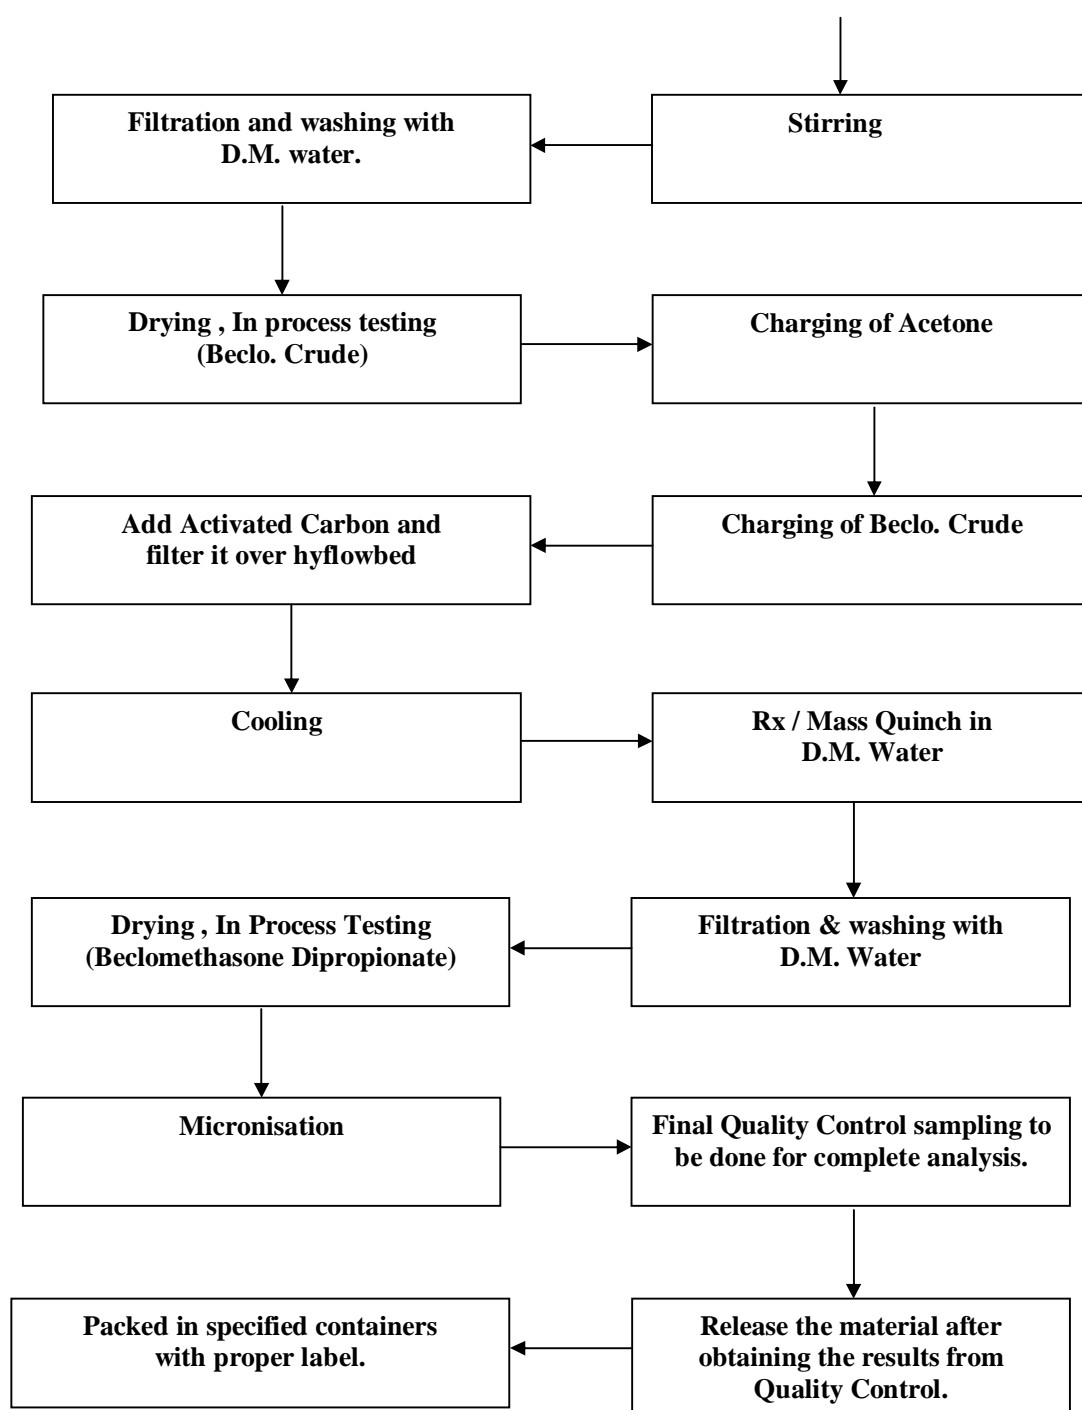 Filtration and washing with
D.M. water.
Stirring
Drying , In process testing
(Beclo. Crude)
Charging of Acetone
Add Activated Carbon and
filter it over hyflowbed
Charging of Beclo. Crude
Cooling
Rx / Mass Quinch in
D.M. Water
Drying , In Process Testing
(Beclomethasone Dipropionate)
Filtration & washing with
D.M. Water
Micronisation
Final Quality Control sampling to
be done for complete analysis.
Packed in specified containers
with proper label.
Release the material after
obtaining the results from
Quality Control.